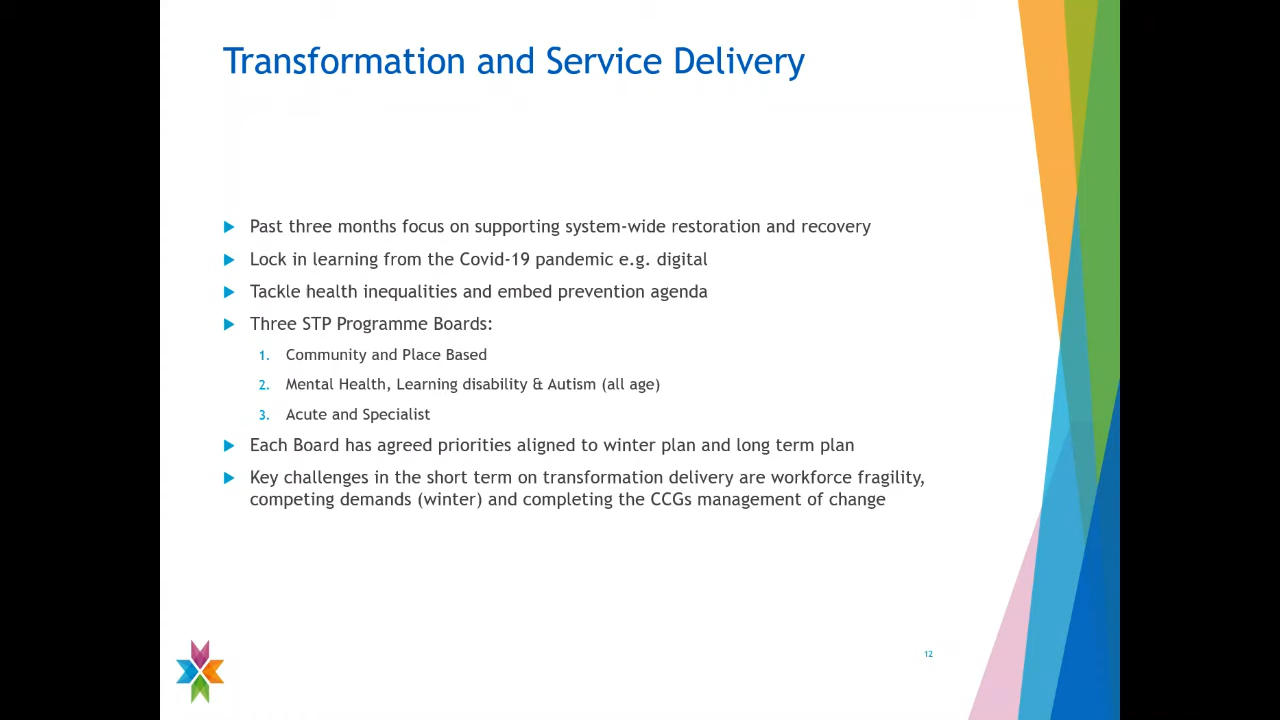 Transformation and Service Delivery
Past three months focus on supporting system-wide restoration and recovery
Lock in learning from the Covid-19 pandemic e.g. digital
Tackle health inequalities and embed prevention agenda
Three STP Programme Boards:
1. Community and Place Based
2. Mental Health, Learning disability & Autism (all age)
3. Acute and Specialist
Each Board has agreed priorities aligned to winter plan and long term plan
Key challenges in the short term on transformation delivery are workforce fragility,
competing demands (winter) and completing the CCGs management of change
12